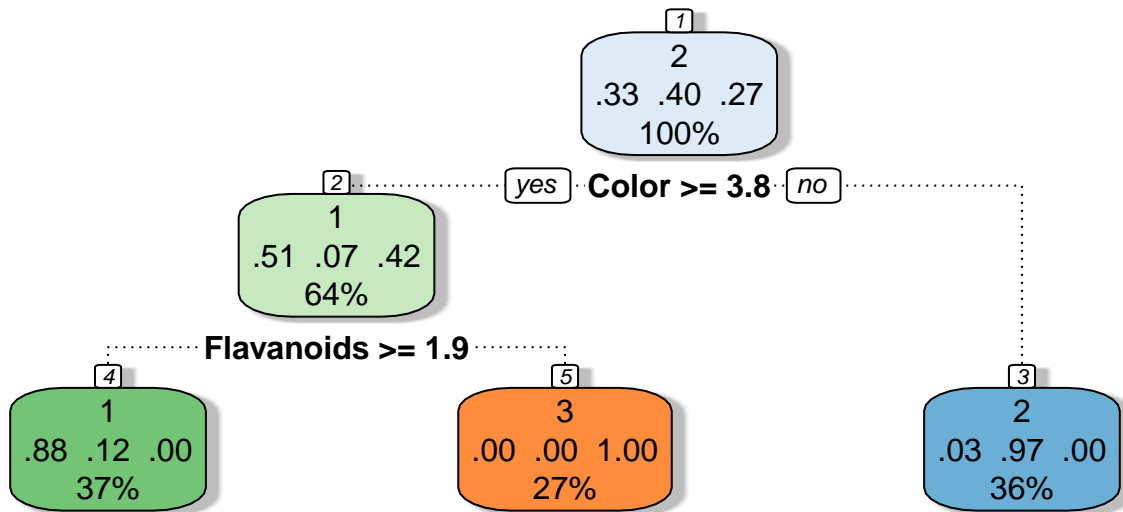 1
2
.33 .40 .27
100%
2
yes Color >= 3.8 no
1
.51 .07 .42
64%
Flavanoids >= 1.9
4
5
3
1
3
2
.88 .12 .00
.00 .00 1.00
.03 .97 .00
37%
27%
36%